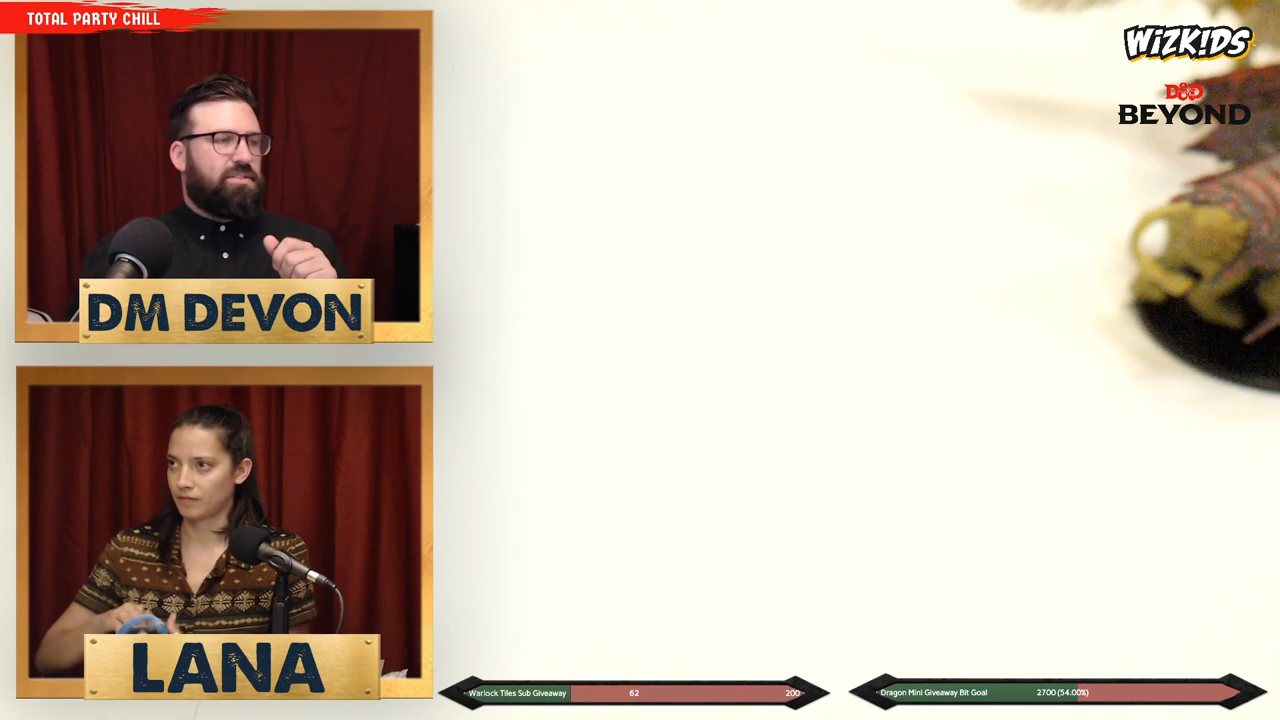 TOTAL PARTY CHILL
WIZKIDS
D&D
BEYOND
DM DEVON
LANA
Warlock Tiles Sub Giveaway 62 200
Dragon Mini Giveaway Bit Goal 2700 (54.00%)